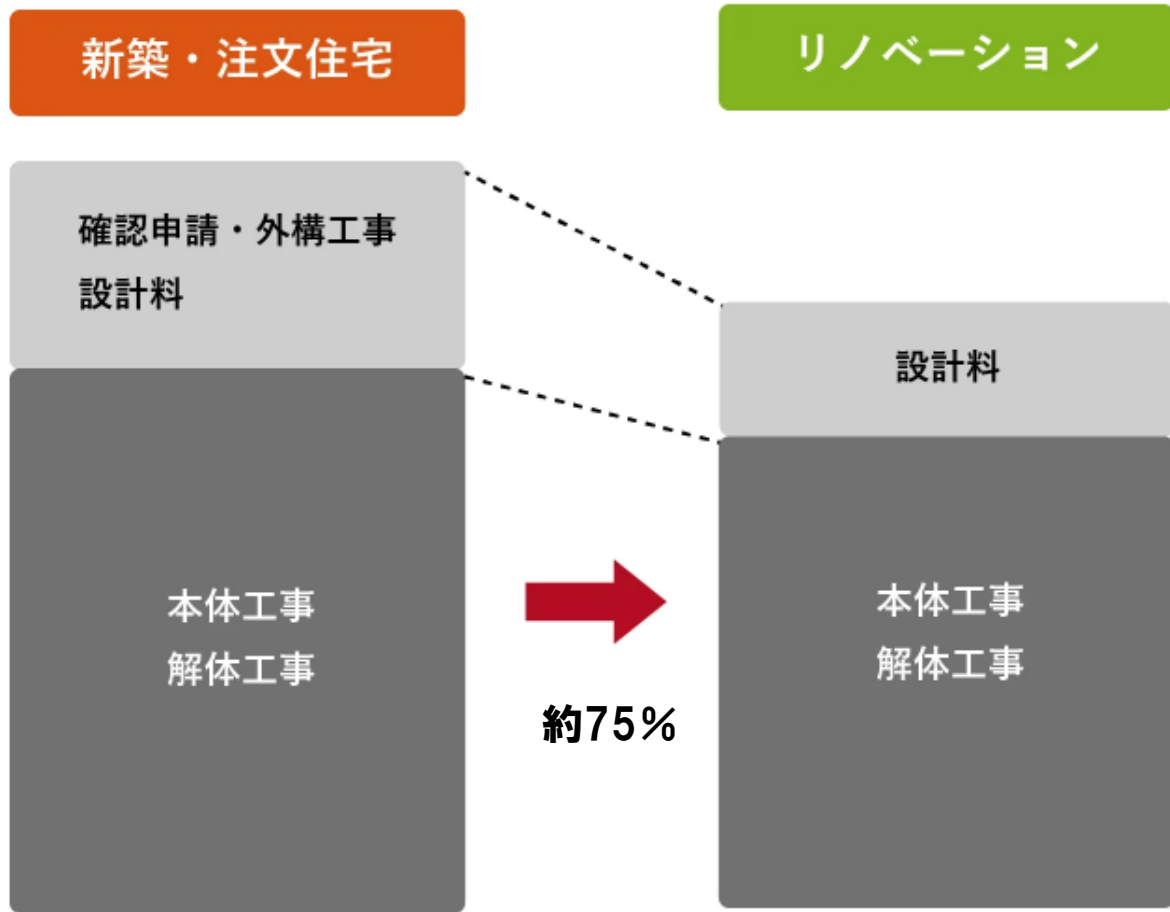 新築・注文住宅
リノベーション
確認申請・外構工事
設計料
設計料
本体工事
解体工事
約75%
本体工事
解体工事